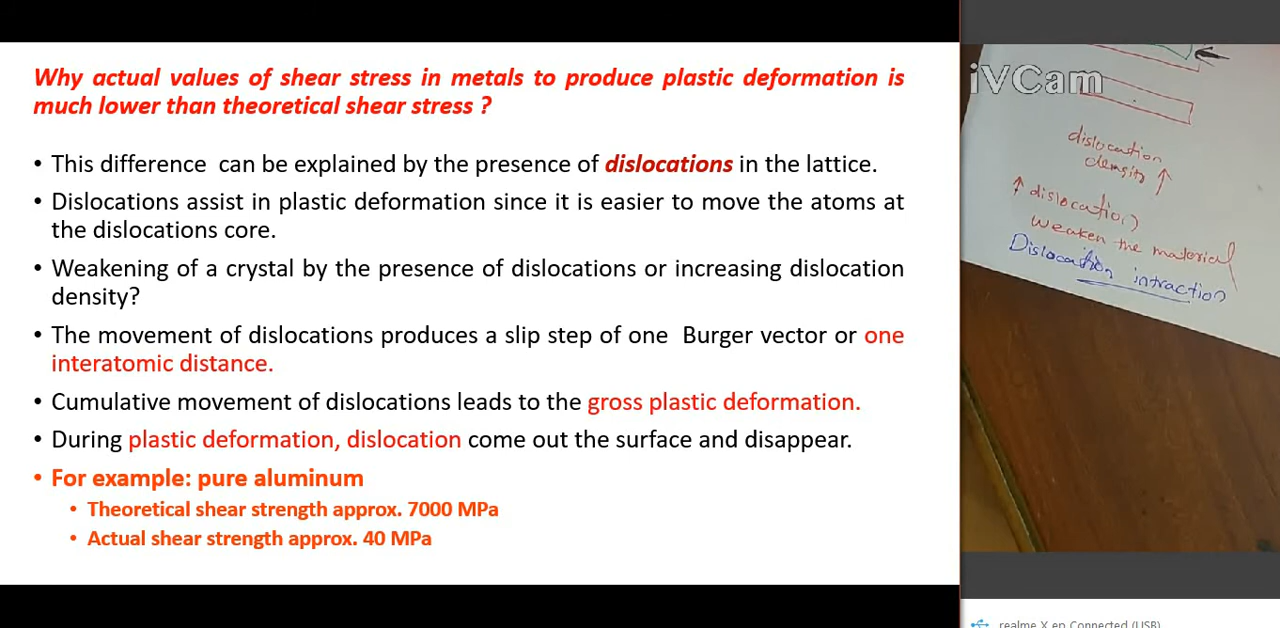 Why actual values of shear stress in metals to produce plastic deformation is
much lower than theoretical shear stress ?
• This difference can be explained by the presence of dislocations in the lattice.
• Dislocations assist in plastic deformation since it is easier to move the atoms at
the dislocations core.
• Weakening of a crystal by the presence of dislocations or increasing dislocation
density?
• The movement of dislocations produces a slip step of one Burger vector or one
interatomic distance.
• Cumulative movement of dislocations leads to the gross plastic deformation.
• During plastic deformation, dislocation come out the surface and disappear.
• For example: pure aluminum
• Theoretical shear strength approx. 7000 MPa
• Actual shear strength approx. 40 MPa
iVCam
dislocation
density ↑
↑ dislocation
weaken the material
Dislocation intraction
realme X en Connected (USB)